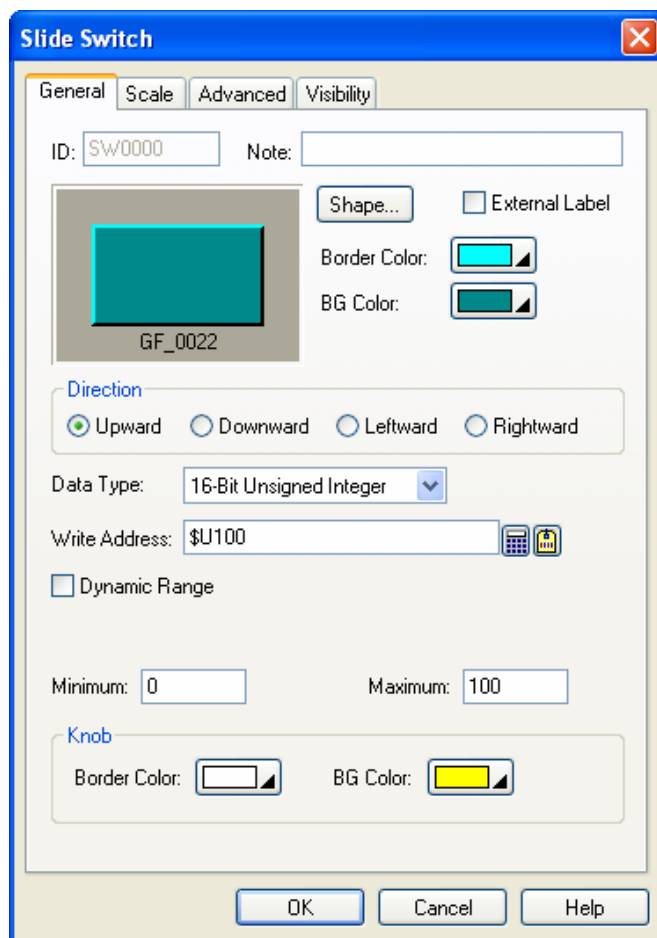 Slide Switch
General Scale Advanced Visibility
ID: SW0000 Note:
Shape... External Label
Border Color:
BG Color:
GF_0022
Direction
Upward Downward Leftward Rightward
Data Type: 16-Bit Unsigned Integer
Write Address: $U100
Dynamic Range
Minimum: 0 Maximum: 100
Knob
Border Color: BG Color:
OK Cancel Help